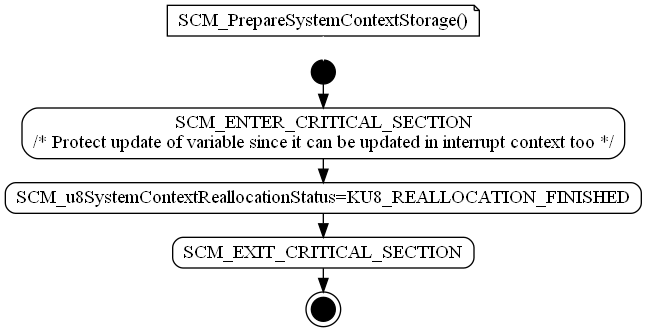 SCM_PrepareSystemContextStorage()
SCM_ENTER_CRITICAL_SECTION
/* Protect update of variable since it can be updated in interrupt context too */
SCM_u8SystemContextReallocationStatus=KU8_REALLOCATION_FINISHED
SCM_EXIT_CRITICAL_SECTION